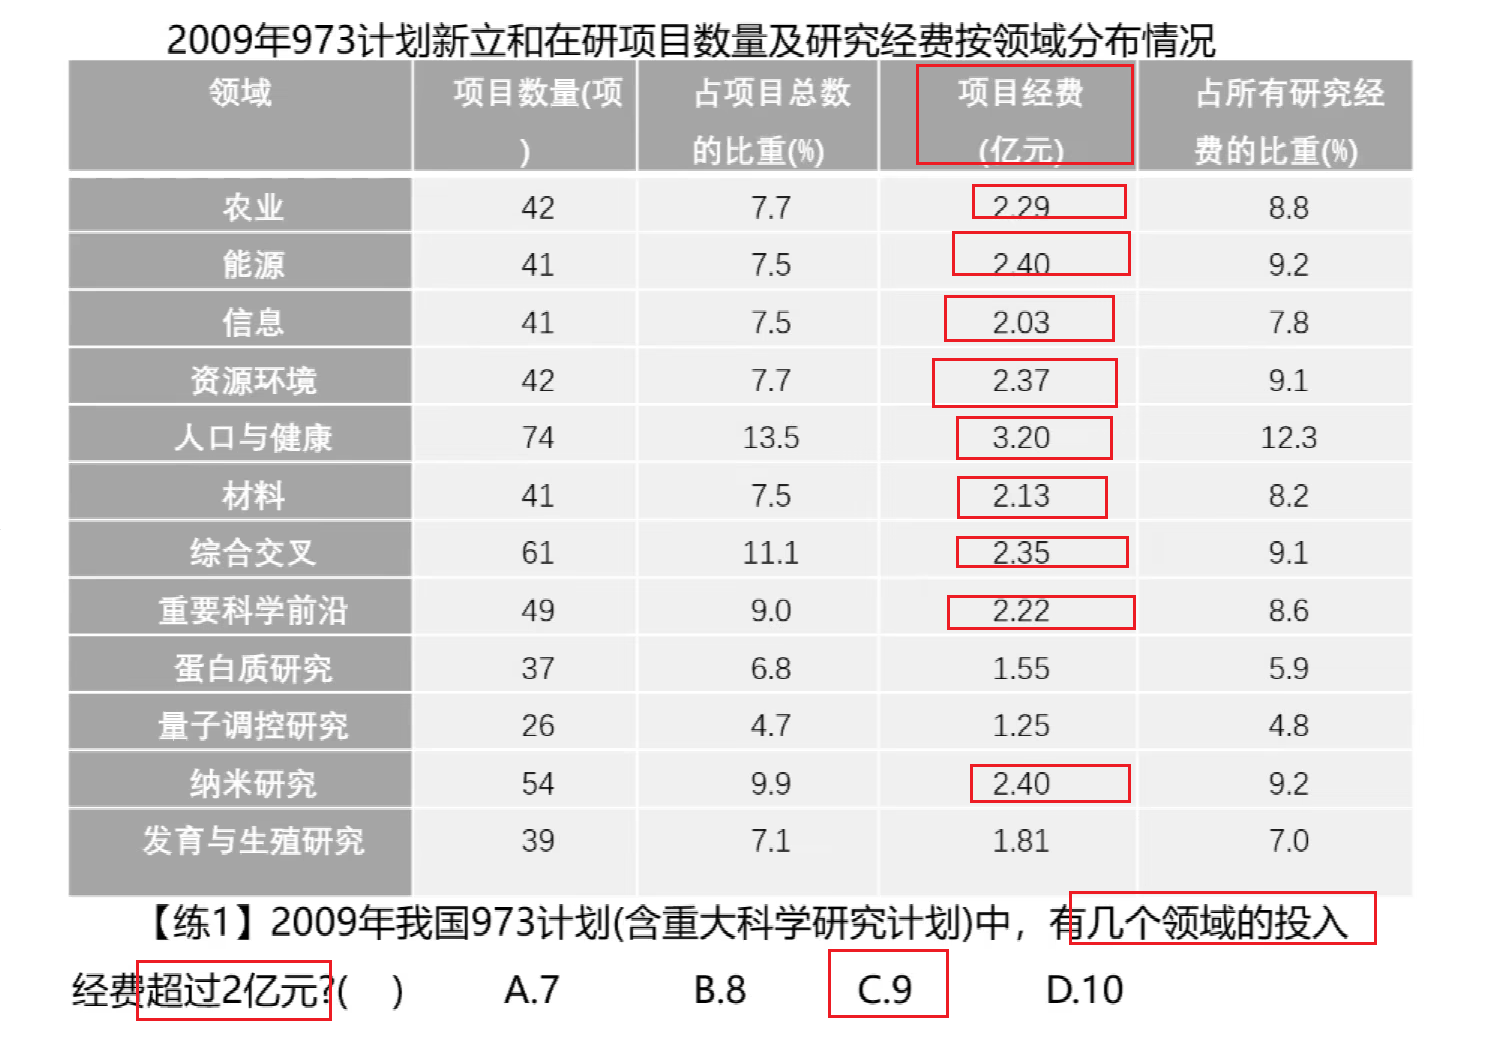 2009年973计划新立和在研项目数量及研究经费按领域分布情况
领域 项目数量(项) 占项目总数的比重(%) 项目经费(亿元) 占所有研究经费的比重(%)
农业 42 7.7 2.29 8.8
能源 41 7.5 2.40 9.2
信息 41 7.5 2.03 7.8
资源环境 42 7.7 2.37 9.1
人口与健康 74 13.5 3.20 12.3
材料 41 7.5 2.13 8.2
综合交叉 61 11.1 2.35 9.1
重要科学前沿 49 9.0 2.22 8.6
蛋白质研究 37 6.8 1.55 5.9
量子调控研究 26 4.7 1.25 4.8
纳米研究 54 9.9 2.40 9.2
发育与生殖研究 39 7.1 1.81 7.0
【练1】2009年我国973计划(含重大科学研究计划)中，有几个领域的投入
经费超过2亿元?( ) A.7 B.8 C.9 D.10